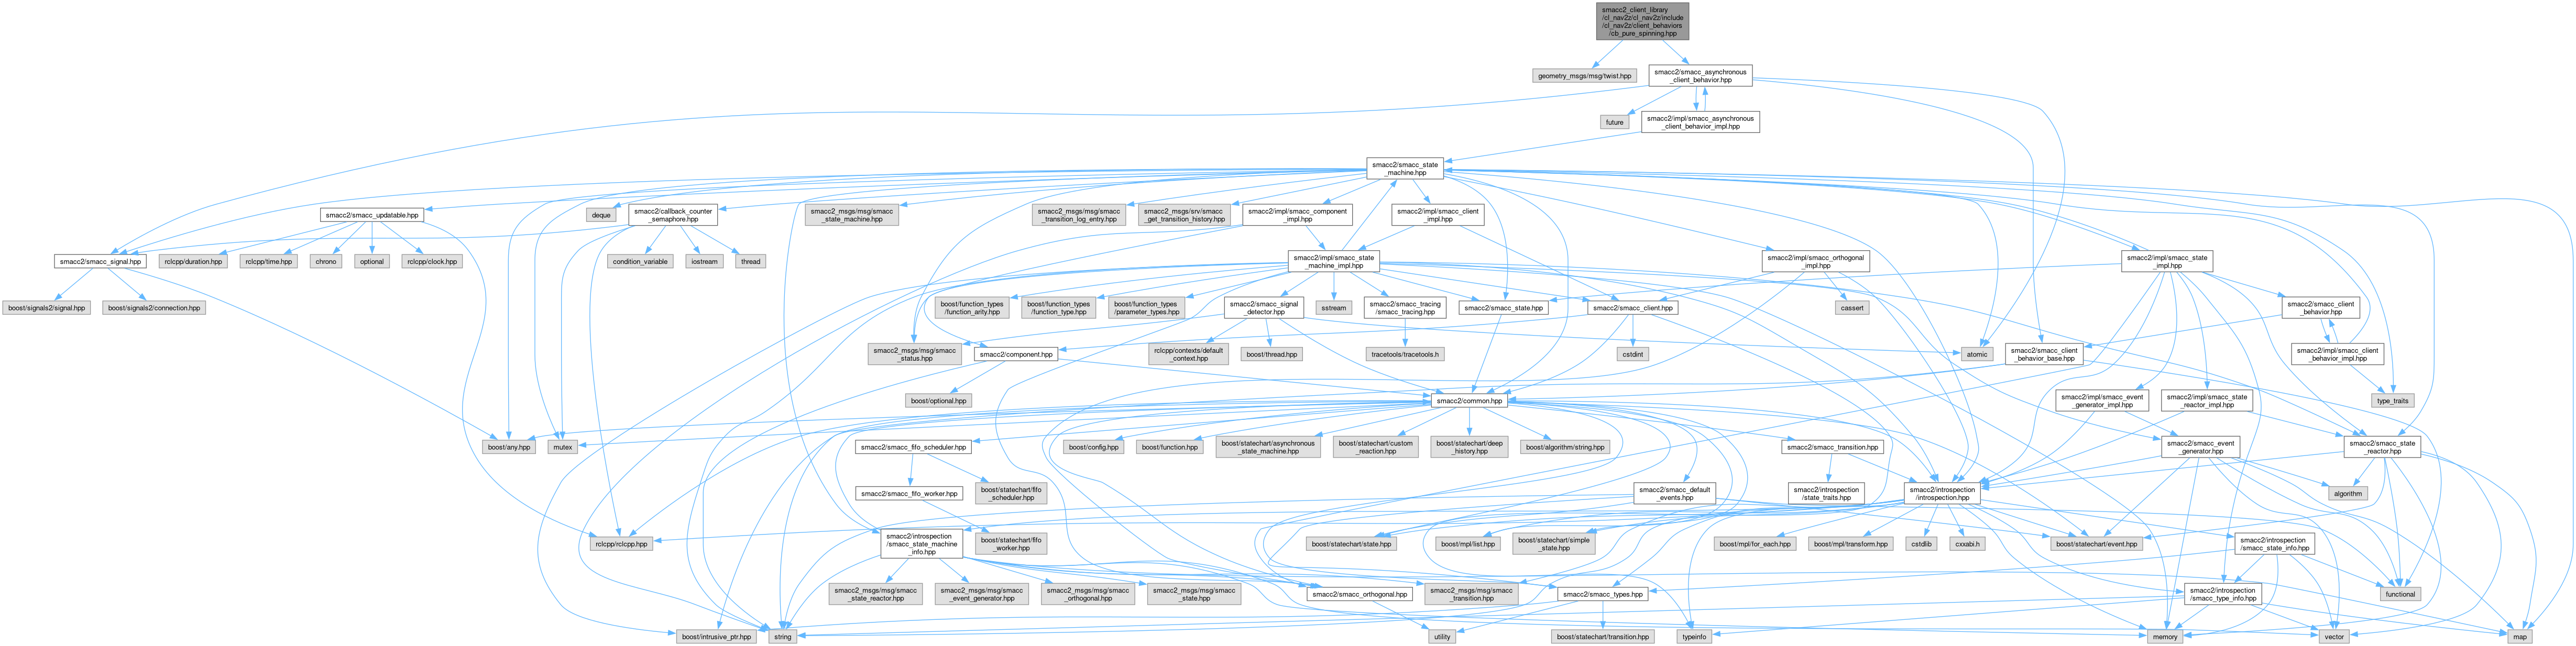 smacc2_client_library
/cl_nav2z/cl_nav2z/include
/cl_nav2z/client_behaviors
/cb_pure_spinning.hpp
geometry_msgs/msg/twist.hpp
smacc2/smacc_asynchronous
_client_behavior.hpp
future
smacc2/impl/smacc_asynchronous
_client_behavior_impl.hpp
smacc2/smacc_state
_machine.hpp
smacc2/smacc_updatable.hpp
deque
smacc2/callback_counter
_semaphore.hpp
smacc2_msgs/msg/smacc
_state_machine.hpp
smacc2_msgs/msg/smacc
_transition_log_entry.hpp
smacc2_msgs/srv/smacc
_get_transition_history.hpp
smacc2/impl/smacc_component
_impl.hpp
smacc2/impl/smacc_client
_impl.hpp
smacc2/smacc_signal.hpp
rclcpp/duration.hpp
rclcpp/time.hpp
chrono
optional
rclcpp/clock.hpp
condition_variable
iostream
thread
smacc2/impl/smacc_state
_machine_impl.hpp
smacc2/impl/smacc_orthogonal
_impl.hpp
smacc2/impl/smacc_state
_impl.hpp
boost/signals2/signal.hpp
boost/signals2/connection.hpp
boost/function_types
/function_arity.hpp
boost/function_types
/function_type.hpp
boost/function_types
/parameter_types.hpp
smacc2/smacc_signal
_detector.hpp
sstream
smacc2/smacc_tracing
/smacc_tracing.hpp
smacc2/smacc_state.hpp
smacc2/smacc_client.hpp
cassert
smacc2/smacc_client
_behavior.hpp
smacc2_msgs/msg/smacc
_status.hpp
smacc2/component.hpp
rclcpp/contexts/default
_context.hpp
boost/thread.hpp
tracetools/tracetools.h
cstdint
atomic
smacc2/smacc_client
_behavior_base.hpp
smacc2/impl/smacc_client
_behavior_impl.hpp
boost/optional.hpp
smacc2/common.hpp
smacc2/impl/smacc_event
_generator_impl.hpp
smacc2/impl/smacc_state
_reactor_impl.hpp
type_traits
boost/any.hpp
mutex
smacc2/smacc_fifo_scheduler.hpp
boost/config.hpp
boost/function.hpp
boost/statechart/asynchronous
_state_machine.hpp
boost/statechart/custom
_reaction.hpp
boost/statechart/deep
_history.hpp
boost/algorithm/string.hpp
smacc2/smacc_transition.hpp
smacc2/smacc_event
_generator.hpp
smacc2/smacc_state
_reactor.hpp
smacc2/smacc_fifo_worker.hpp
boost/statechart/fifo
_scheduler.hpp
smacc2/smacc_default
_events.hpp
smacc2/introspection
/state_traits.hpp
smacc2/introspection
/introspection.hpp
algorithm
rclcpp/rclcpp.hpp
smacc2/introspection
/smacc_state_machine
_info.hpp
boost/statechart/fifo
_worker.hpp
boost/statechart/state.hpp
boost/mpl/list.hpp
boost/statechart/simple
_state.hpp
boost/mpl/for_each.hpp
boost/mpl/transform.hpp
cstdlib
cxxabi.h
boost/statechart/event.hpp
smacc2/introspection
/smacc_state_info.hpp
smacc2_msgs/msg/smacc
_state_reactor.hpp
smacc2_msgs/msg/smacc
_event_generator.hpp
smacc2_msgs/msg/smacc
_orthogonal.hpp
smacc2_msgs/msg/smacc
_state.hpp
smacc2/smacc_orthogonal.hpp
smacc2_msgs/msg/smacc
_transition.hpp
smacc2/smacc_types.hpp
smacc2/introspection
/smacc_type_info.hpp
functional
boost/intrusive_ptr.hpp
string
utility
boost/statechart/transition.hpp
typeinfo
memory
vector
map